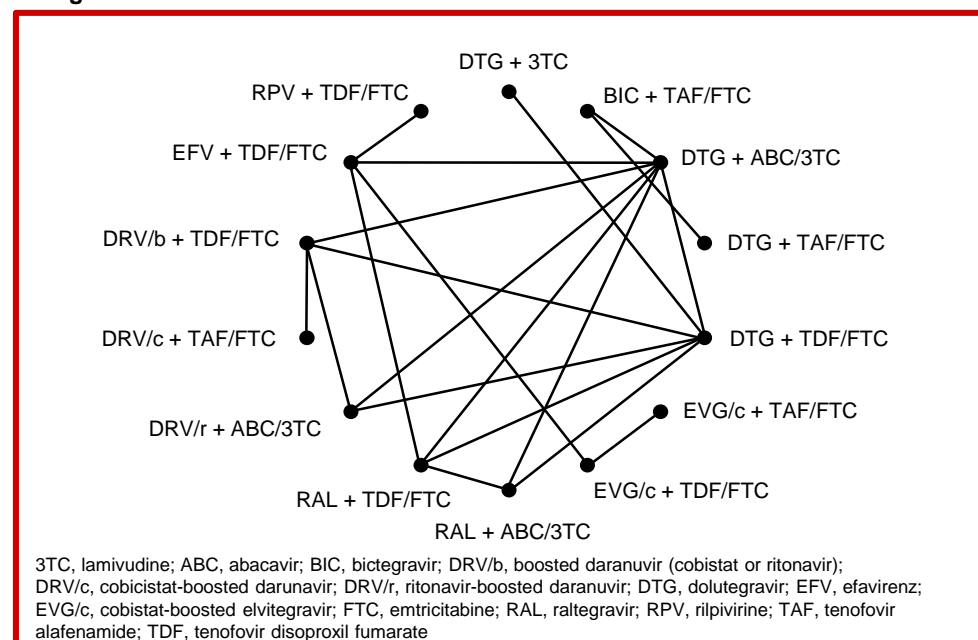 DTG + 3TC
RPV + TDF/FTC
BIC + TAF/FTC
EFV + TDF/FTC
DTG + ABC/3TC
DRV/b + TDF/FTC
DTG + TAF/FTC
DRV/c + TAF/FTC
DTG + TDF/FTC
EVG/c + TAF/FTC
DRV/r + ABC/3TC
EVG/c + TDF/FTC
RAL + TDF/FTC
RAL + ABC/3TC
3TC, lamivudine; ABC, abacavir; BIC, bictegravir; DRV/b, boosted daranuvir (cobistat or ritonavir);
DRV/c, cobicistat-boosted darunavir; DRV/r, ritonavir-boosted daranuvir; DTG, dolutegravir; EFV, efavirenz;
EVG/c, cobistat-boosted elvitegravir; FTC, emtricitabine; RAL, raltegravir; RPV, rilpivirine; TAF, tenofovir
alafenamide; TDF, tenofovir disoproxil fumarate